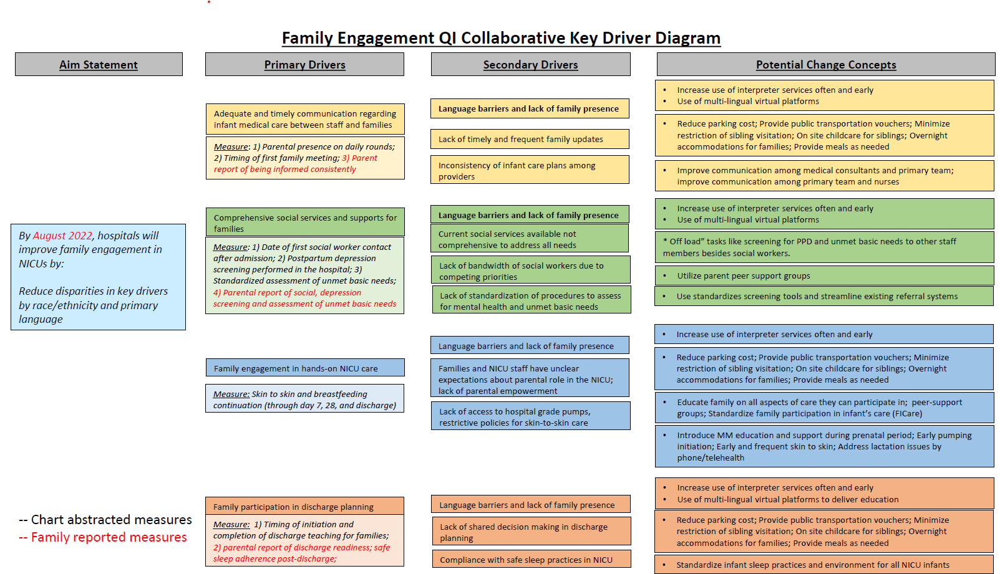 Family Engagement QI Collaborative Key Driver Diagram
Aim Statement
Primary Drivers
Secondary Drivers
Potential Change Concepts
By August 2022, hospitals will
improve family engagement in
NICUs by:
Reduce disparities in key drivers
by race/ethnicity and primary
language
-- Chart abstracted measures
-- Family reported measures
Adequate and timely communication regarding
infant medical care between staff and families
Measure: 1) Parental presence on daily rounds;
2) Timing of first family meeting; 3) Parent
report of being informed consistently
Language barriers and lack of family presence
Lack of timely and frequent family updates
Inconsistency of infant care plans among
providers
• Increase use of interpreter services often and early
• Use of multi-lingual virtual platforms
• Reduce parking cost; Provide public transportation vouchers; Minimize
restriction of sibling visitation; On site childcare for siblings; Overnight
accommodations for families; Provide meals as needed
• Improve communication among medical consultants and primary team;
improve communication among primary team and nurses
Comprehensive social services and supports for
families
Measure: 1) Date of first social worker contact
after admission; 2) Postpartum depression
screening performed in the hospital; 3)
Standardized assessment of unmet basic needs;
4) Parental report of social, depression
screening and assessment of unmet basic needs
Language barriers and lack of family presence
Current social services available not
comprehensive to address all needs
Lack of bandwidth of social workers due to
competing priorities
Lack of standardization of procedures to assess
for mental health and unmet basic needs
• Increase use of interpreter services often and early
• Use of multi-lingual virtual platforms
* Off load” tasks like screening for PPD and unmet basic needs to other staff
members besides social workers.
• Utilize parent peer support groups
• Use standardizes screening tools and streamline existing referral systems
Family engagement in hands-on NICU care
Measure: Skin to skin and breastfeeding
continuation (through day 7, 28, and discharge)
Language barriers and lack of family presence
Families and NICU staff have unclear
expectations about parental role in the NICU;
lack of parental empowerment
Lack of access to hospital grade pumps,
restrictive policies for skin-to-skin care
• Increase use of interpreter services often and early
• Reduce parking cost; Provide public transportation vouchers; Minimize
restriction of sibling visitation; On site childcare for siblings; Overnight
accommodations for families; Provide meals as needed
• Educate family on all aspects of care they can participate in; peer-support
groups; Standardize family participation in infant’s care (FICare)
• Introduce MM education and support during prenatal period; Early pumping
initiation; Early and frequent skin to skin; Address lactation issues by
phone/telehealth
Family participation in discharge planning
Measure: 1) Timing of initiation and
completion of discharge teaching for families;
2) parental report of discharge readiness; safe
sleep adherence post-discharge;
Language barriers and lack of family presence
Lack of shared decision making in discharge
planning
Compliance with safe sleep practices in NICU
• Increase use of interpreter services often and early
• Use of multi-lingual virtual platforms to deliver education
• Reduce parking cost; Provide public transportation vouchers; Minimize
restriction of sibling visitation; On site childcare for siblings; Overnight
accommodations for families; Provide meals as needed
• Standardize infant sleep practices and environment for all NICU infants